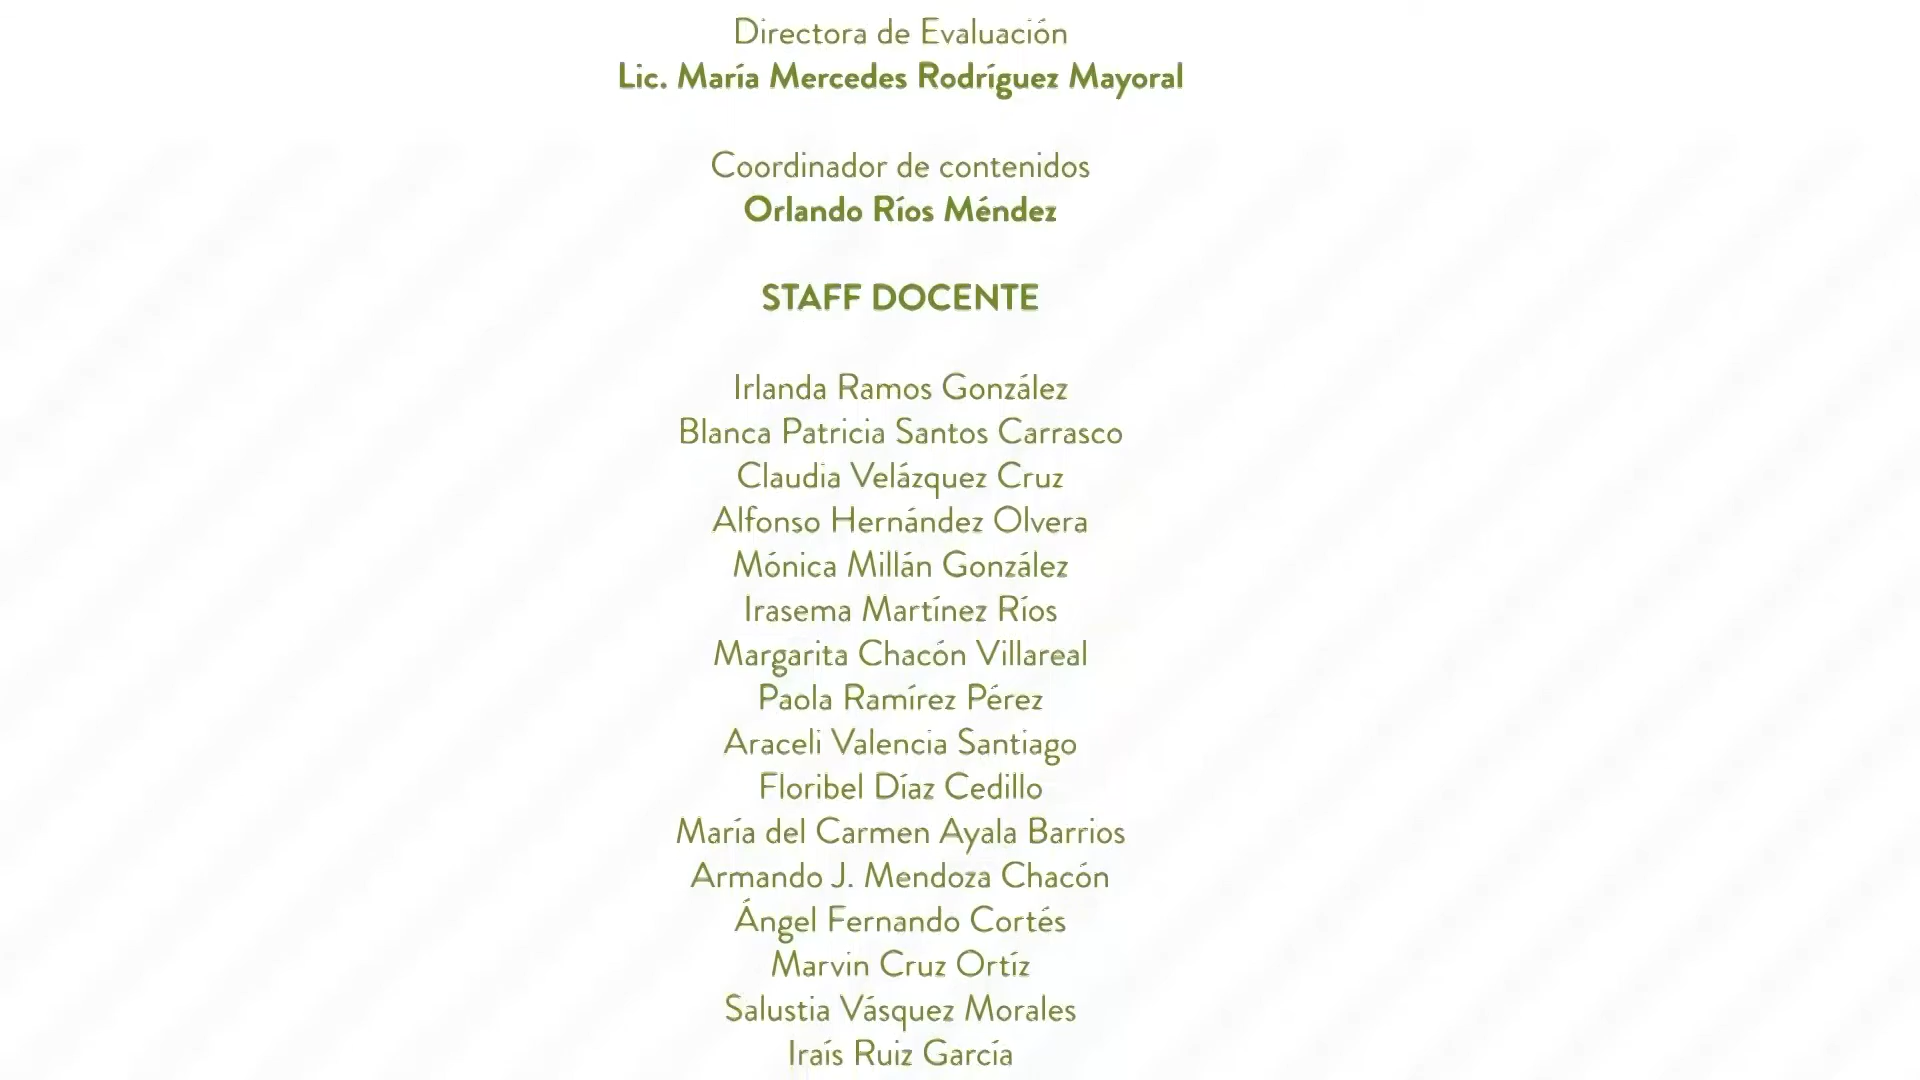 Directora de Evaluación
Lic. María Mercedes Rodríguez Mayoral
Coordinador de contenidos
Orlando Ríos Méndez
STAFF DOCENTE
Irlanda Ramos González
Blanca Patricia Santos Carrasco
Claudia Velázquez Cruz
Alfonso Hernández Olvera
Mónica Millán González
Irasema Martínez Ríos
Margarita Chacón Villareal
Paola Ramírez Pérez
Araceli Valencia Santiago
Floribel Díaz Cedillo
María del Carmen Ayala Barrios
Armando J. Mendoza Chacón
Ángel Fernando Cortés
Marvin Cruz Ortíz
Salustia Vásquez Morales
Iraís Ruiz García